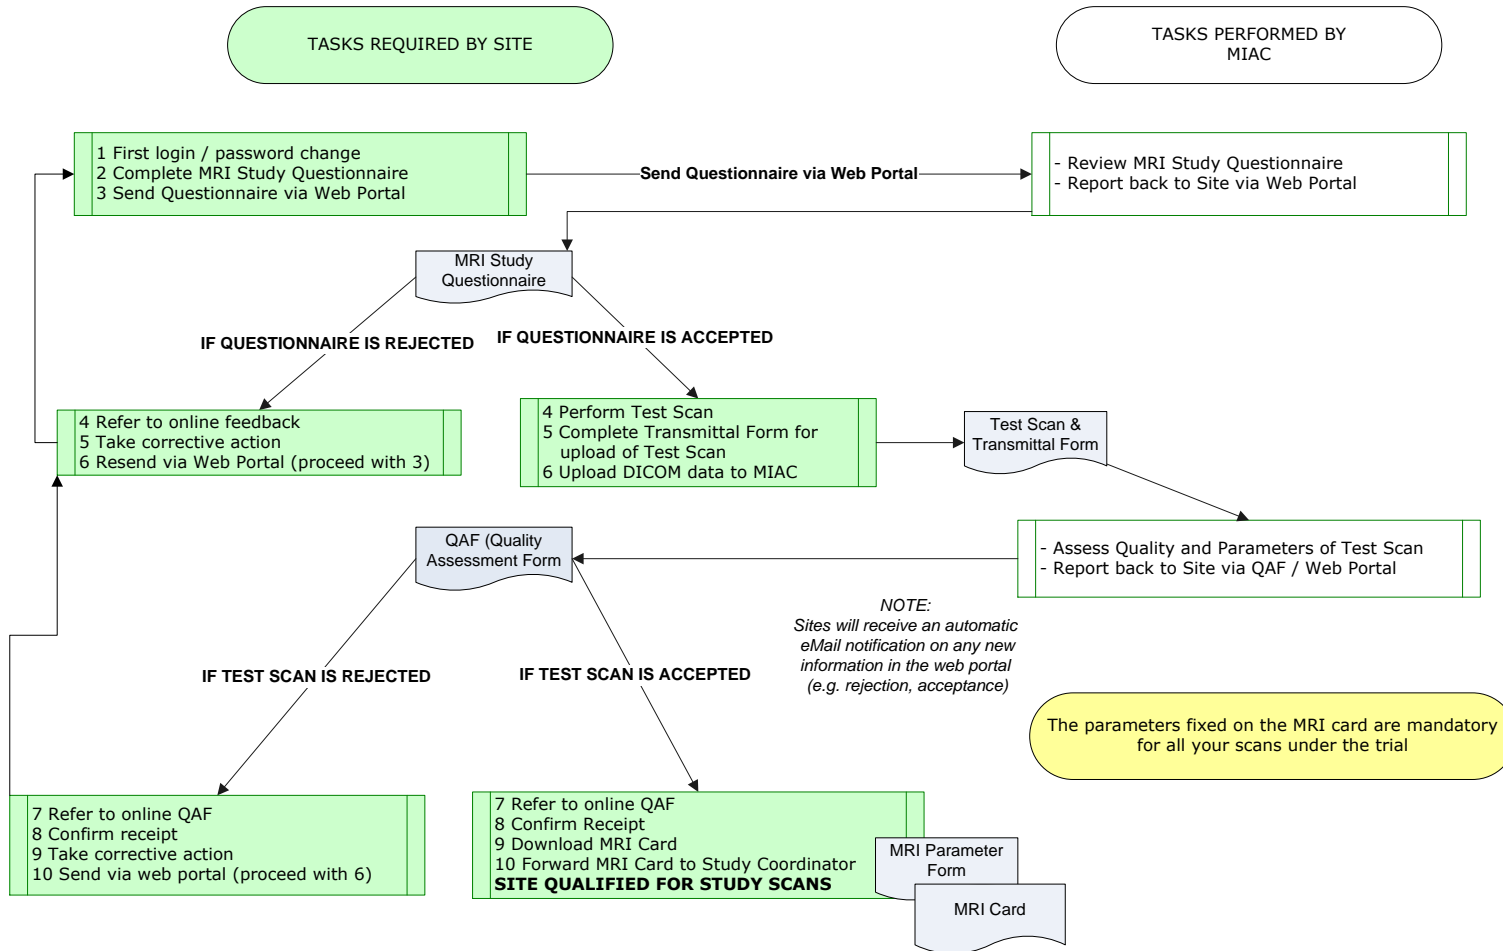 TASKS REQUIRED BY SITE
TASKS PERFORMED BY
MIAC
1 First login / password change
2 Complete MRI Study Questionnaire
3 Send Questionnaire via Web Portal
Send Questionnaire via Web Portal
- Review MRI Study Questionnaire
- Report back to Site via Web Portal
MRI Study
Questionnaire
IF QUESTIONNAIRE IS REJECTED
IF QUESTIONNAIRE IS ACCEPTED
4 Refer to online feedback
5 Take corrective action
6 Resend via Web Portal (proceed with 3)
4 Perform Test Scan
5 Complete Transmittal Form for
upload of Test Scan
6 Upload DICOM data to MIAC
Test Scan &
Transmittal Form
QAF (Quality
Assessment Form
- Assess Quality and Parameters of Test Scan
- Report back to Site via QAF / Web Portal
NOTE:
Sites will receive an automatic
eMail notification on any new
information in the web portal
(e.g. rejection, acceptance)
IF TEST SCAN IS REJECTED
IF TEST SCAN IS ACCEPTED
The parameters fixed on the MRI card are mandatory
for all your scans under the trial
7 Refer to online QAF
8 Confirm receipt
9 Take corrective action
10 Send via web portal (proceed with 6)
7 Refer to online QAF
8 Confirm Receipt
9 Download MRI Card
10 Forward MRI Card to Study Coordinator
SITE QUALIFIED FOR STUDY SCANS
MRI Parameter
Form
MRI Card